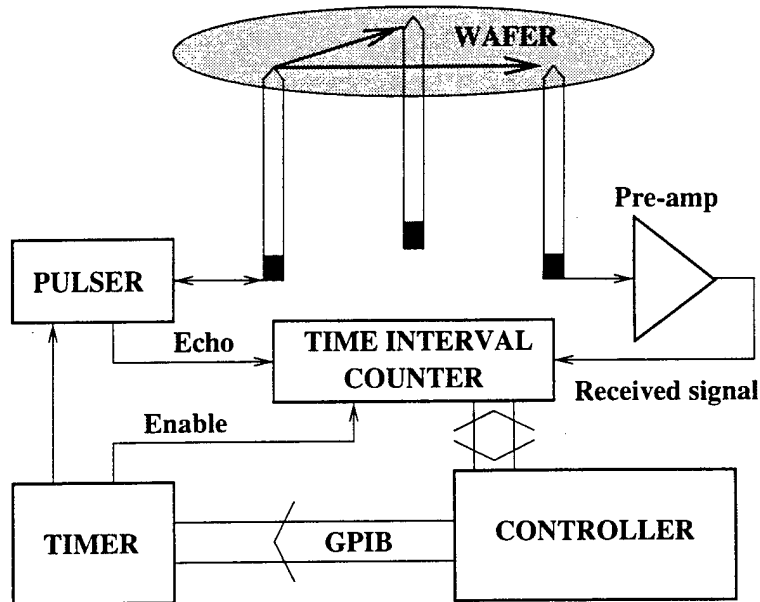 WAFER
Pre-amp
PULSER
Echo
TIME INTERVAL
COUNTER
Received signal
Enable
TIMER
GPIB
CONTROLLER